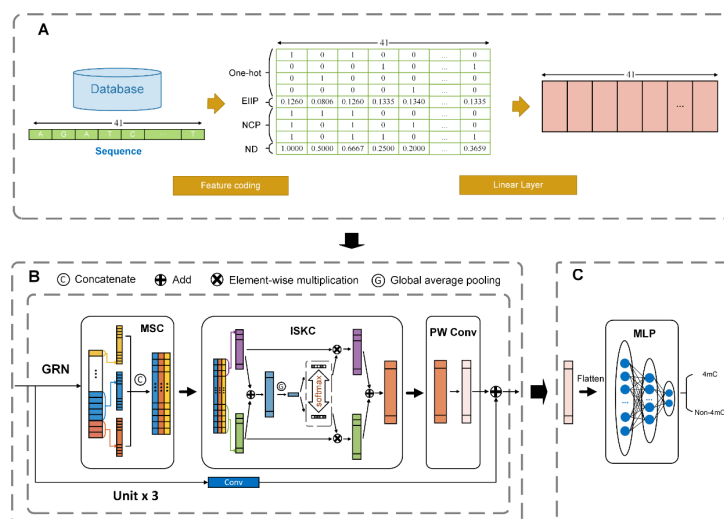 A
41
Database
41
A G A T C ... T
Sequence
One-hot
1 0 1 0 0 ... 0
0 0 0 1 0 ... 1
0 1 0 0 0 ... 0
0 0 0 0 1 ... 0
EIIP
0.1260 0.0806 0.1260 0.1335 0.1340 ... 0.1335
NCP
1 1 1 0 0 ... 0
1 0 1 0 1 ... 0
1 0 1 1 0 ... 1
ND
1.0000 0.5000 0.6667 0.2500 0.2000 ... 0.3659
41
...
Feature coding
Linear Layer
B
C Concatenate
Add
Element-wise multiplication
G Global average pooling
GRN
MSC
C
ISKC
G
softmax
PW Conv
Conv
Unit x 3
C
Flatten
MLP
...
...
4mC
Non-4mC